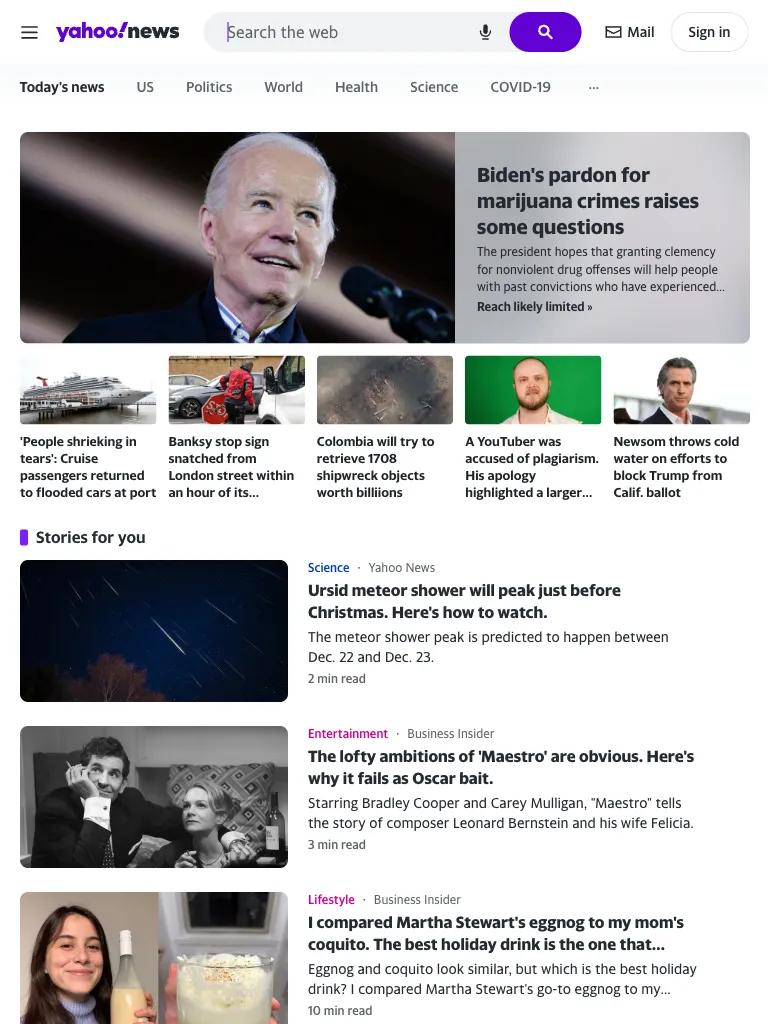 yahoo!news
Search the web
Mail
Sign in
Today's news
US
Politics
World
Health
Science
COVID-19
...
Biden's pardon for
marijuana crimes raises
some questions
The president hopes that granting clemency
for nonviolent drug offenses will help people
with past convictions who have experienced...
Reach likely limited »
'People shrieking in
tears': Cruise
passengers returned
to flooded cars at port
Banksy stop sign
snatched from
London street within
an hour of its...
Colombia will try to
retrieve 1708
shipwreck objects
worth billiions
A YouTuber was
accused of plagiarism.
His apology
highlighted a larger...
Newsom throws cold
water on efforts to
block Trump from
Calif. ballot
Stories for you
Science · Yahoo News
Ursid meteor shower will peak just before
Christmas. Here's how to watch.
The meteor shower peak is predicted to happen between
Dec. 22 and Dec. 23.
2 min read
Entertainment · Business Insider
The lofty ambitions of 'Maestro' are obvious. Here's
why it fails as Oscar bait.
Starring Bradley Cooper and Carey Mulligan, "Maestro" tells
the story of composer Leonard Bernstein and his wife Felicia.
3 min read
Lifestyle · Business Insider
I compared Martha Stewart's eggnog to my mom's
coquito. The best holiday drink is the one that...
Eggnog and coquito look similar, but which is the best holiday
drink? I compared Martha Stewart's go-to eggnog to my...
10 min read